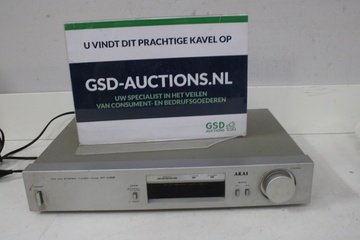 U VINDT DIT PRACHTIGE KAVEL OP
GSD-AUCTIONS.NL
UW SPECIALIST IN HET VEILEN
VAN CONSUMENT- EN BEDRIJFSGOEDEREN
GSD
AKAI